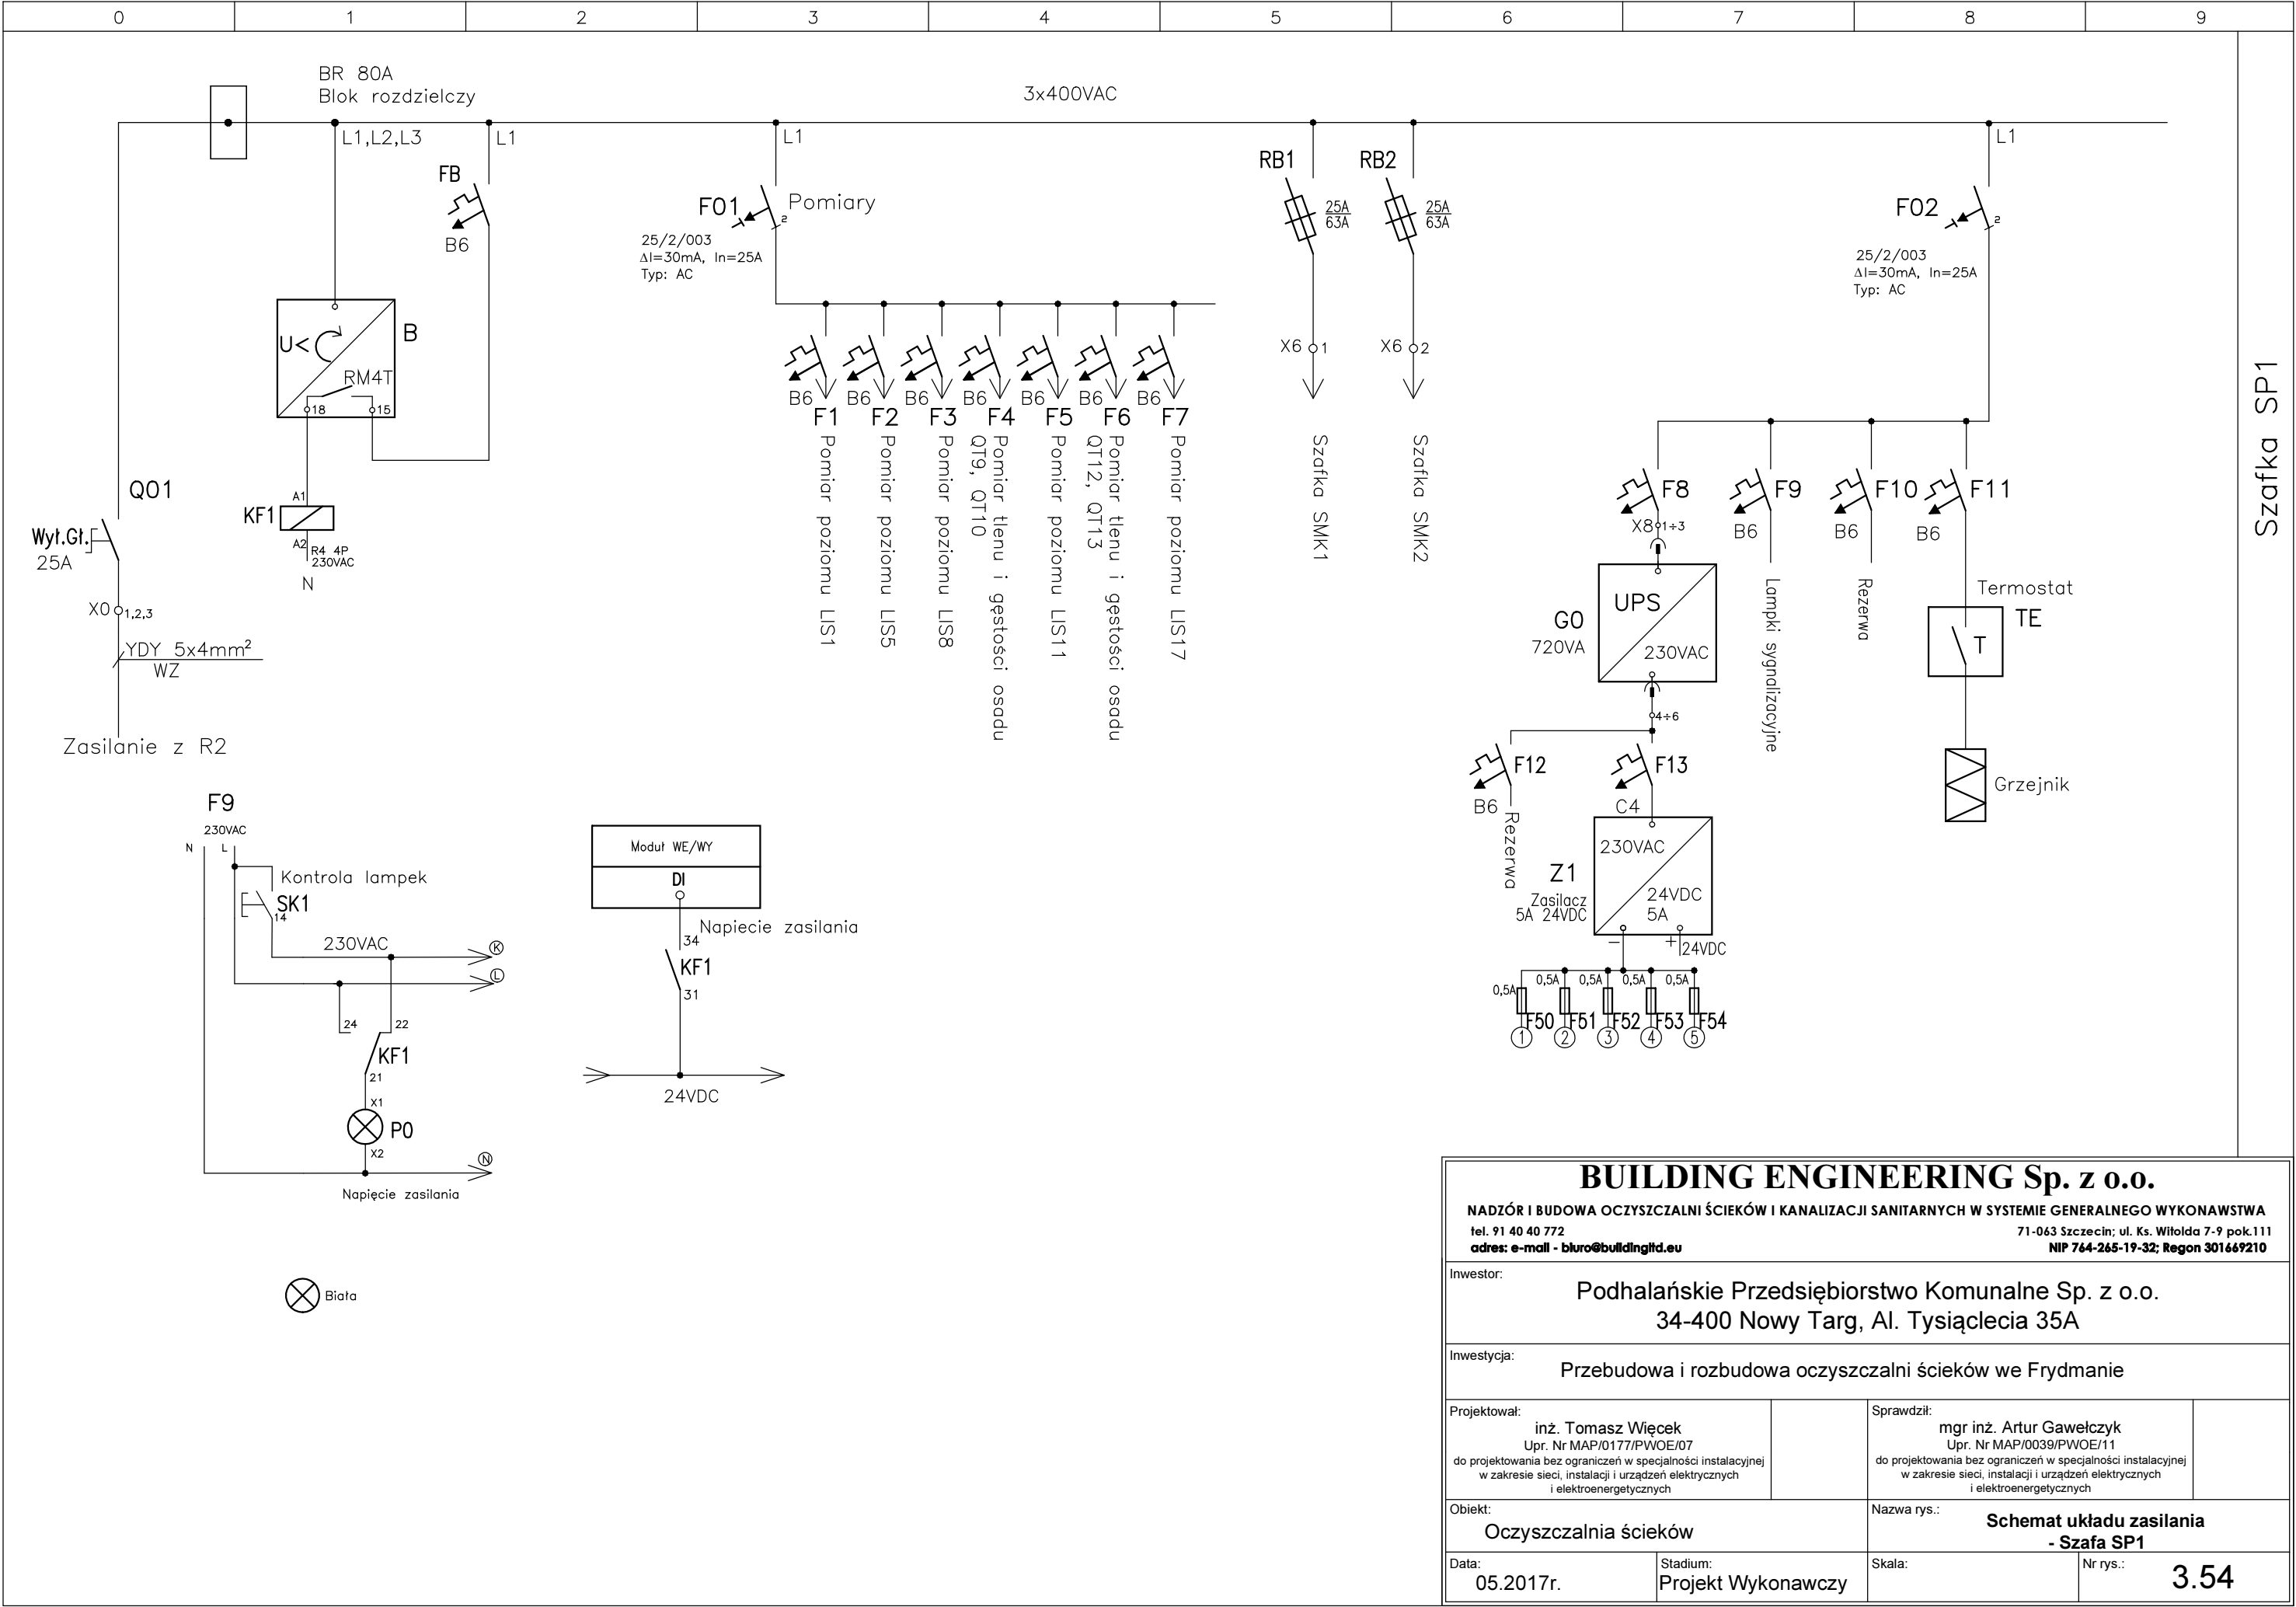 0 1 2 3 4 5 6 7 8 9
BR 80A
Blok rozdzielczy
3x400VAC
L1,L2,L3
L1
L1
L1
FB
B6
F01
2
Pomiary
25/2/003
ΔI=30mA, In=25A
Typ: AC
RB1
25A
63A
RB2
25A
63A
F02
2
25/2/003
ΔI=30mA, In=25A
Typ: AC
U<
B
RM4T
18
15
X6 1
X6 2
B6 B6 B6 B6 B6 B6 B6
F1 F2 F3 F4 F5 F6 F7
Pomiar poziomu LIS1
Pomiar poziomu LIS5
Pomiar poziomu LIS8
Pomiar tlenu i gęstości osadu
QT9, QT10
Pomiar poziomu LIS11
Pomiar tlenu i gęstości osadu
QT12, QT13
Pomiar poziomu LIS17
Szafka SMK1
Szafka SMK2
Szafka SP1
Q01
Wył.Gł.
25A
X0 1,2,3
YDY 5x4mm²
WZ
Zasilanie z R2
A1
KF1
A2
R4 4P
230VAC
N
F8
X8 1÷3
F9
B6
Lampki sygnalizacyjne
F10
B6
Rezerwa
F11
B6
Termostat
TE
T
Grzejnik
UPS
G0
720VA
230VAC
4÷6
F12
B6
Rezerwa
F13
C4
230VAC
Z1
Zasilacz
5A 24VDC
24VDC
5A
−
+
24VDC
0,5A 0,5A 0,5A 0,5A 0,5A
F50 F51 F52 F53 F54
1 2 3 4 5
F9
230VAC
N L
Kontrola lampek
SK1
14
230VAC
K
L
24
22
KF1
21
X1
P0
X2
N
Napięcie zasilania
Moduł WE/WY
DI
Napiecie zasilania
34
KF1
31
24VDC
Biała
BUILDING ENGINEERING Sp. z o.o.
NADZÓR I BUDOWA OCZYSZCZALNI ŚCIEKÓW I KANALIZACJI SANITARNYCH W SYSTEMIE GENERALNEGO WYKONAWSTWA
tel. 91 40 40 772
71-063 Szczecin; ul. Ks. Witolda 7-9 pok.111
adres: e-mail - biuro@buildingltd.eu
NIP 764-265-19-32; Regon 301669210
Inwestor:
Podhalańskie Przedsiębiorstwo Komunalne Sp. z o.o.
34-400 Nowy Targ, Al. Tysiąclecia 35A
Inwestycja:
Przebudowa i rozbudowa oczyszczalni ścieków we Frydmanie
Projektował:
inż. Tomasz Więcek
Upr. Nr MAP/0177/PWOE/07
do projektowania bez ograniczeń w specjalności instalacyjnej
w zakresie sieci, instalacji i urządzeń elektrycznych
i elektroenergetycznych
Sprawdził:
mgr inż. Artur Gawełczyk
Upr. Nr MAP/0039/PWOE/11
do projektowania bez ograniczeń w specjalności instalacyjnej
w zakresie sieci, instalacji i urządzeń elektrycznych
i elektroenergetycznych
Obiekt:
Oczyszczalnia ścieków
Nazwa rys.:
Schemat układu zasilania
- Szafa SP1
Data:
05.2017r.
Stadium:
Projekt Wykonawczy
Skala:
Nr rys.:
3.54